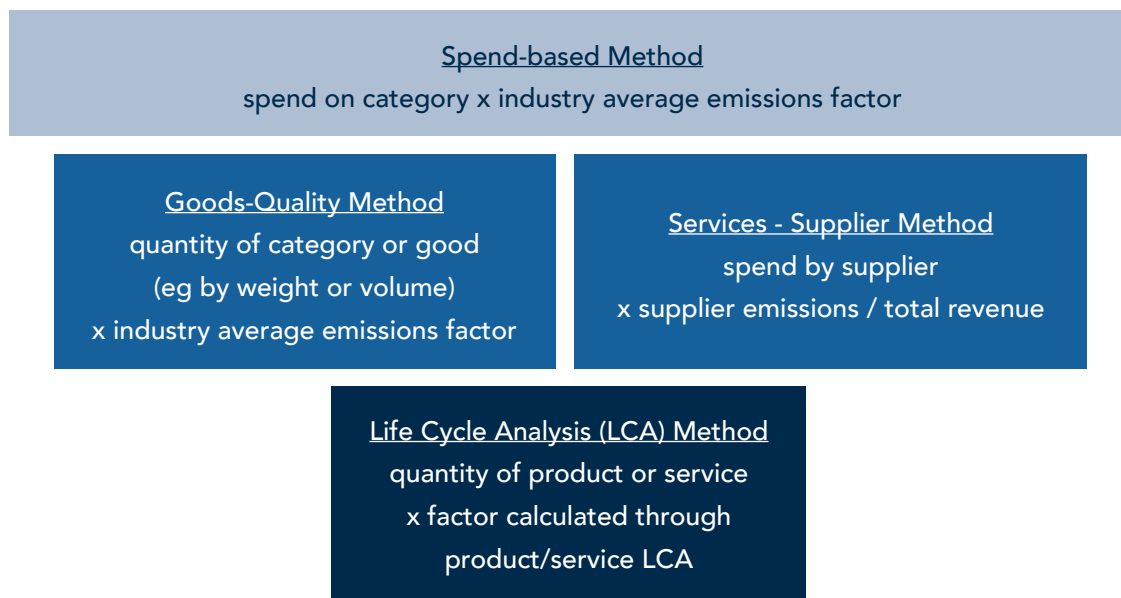 Spend-based Method
spend on category x industry average emissions factor
Goods-Quality Method
quantity of category or good
(eg by weight or volume)
x industry average emissions factor
Services - Supplier Method
spend by supplier
x supplier emissions / total revenue
Life Cycle Analysis (LCA) Method
quantity of product or service
x factor calculated through
product/service LCA